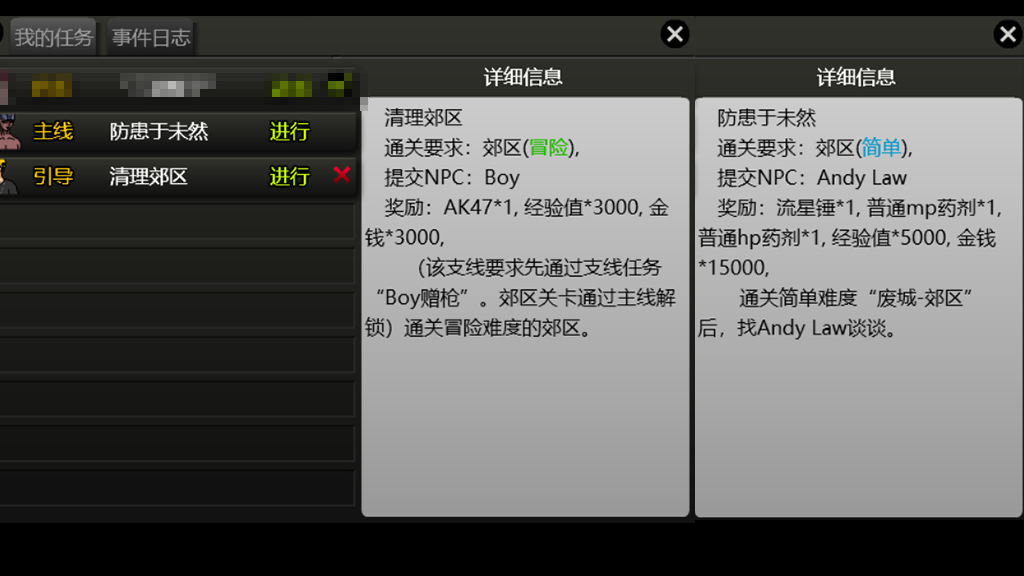 我的任务
事件日志
主线
防患于未然
进行
引导
清理郊区
进行
详细信息
清理郊区
通关要求：郊区(冒险),
提交NPC：Boy
奖励：AK47*1, 经验值*3000, 金
钱*3000,
（该支线要求先通过支线任务
“Boy赠枪”。郊区关卡通过主线解
锁）通关冒险难度的郊区。
详细信息
防患于未然
通关要求：郊区(简单),
提交NPC：Andy Law
奖励：流星锤*1, 普通mp药剂*1,
普通hp药剂*1, 经验值*5000, 金钱
*15000,
通关简单难度“废城-郊区”
后，找Andy Law谈谈。